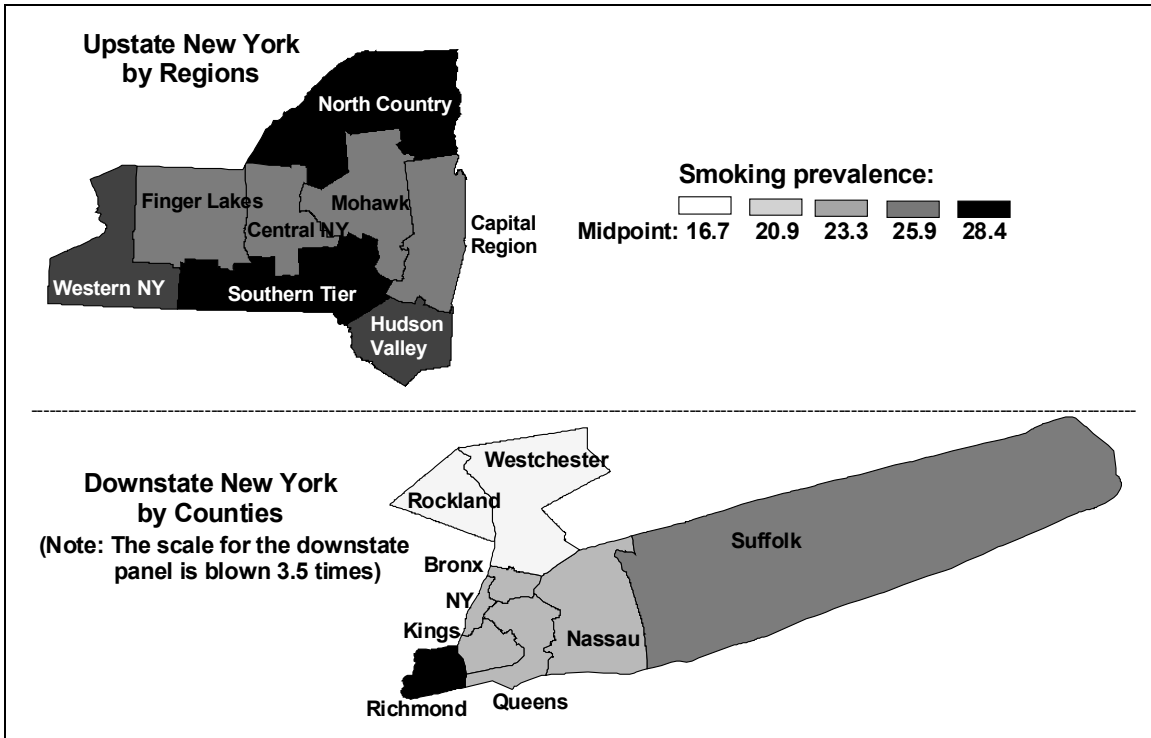 Upstate New York
by Regions
North Country
Finger Lakes
Mohawk
Central NY
Capital
Region
Western NY
Southern Tier
Hudson
Valley
Smoking prevalence:
Midpoint: 16.7 20.9 23.3 25.9 28.4
Downstate New York
by Counties
(Note: The scale for the downstate
panel is blown 3.5 times)
Westchester
Rockland
Suffolk
Bronx
NY
Kings
Nassau
Queens
Richmond